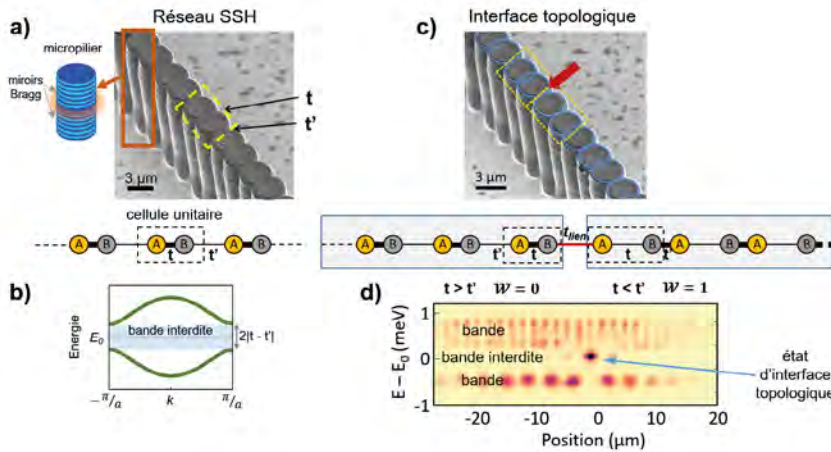 a)
Réseau SSH
micropilier
miroirs
Bragg
t
t'
3 µm
cellule unitaire
A B A B A B
t t'
b)
Energie
E₀
bande interdite
2|t - t'|
−π/a k π/a
c)
Interface topologique
3 µm
t_lien
A B A B A B A B A B
t' t t t'
t > t' 𝒲 = 0 t < t' 𝒲 = 1
d)
E − E₀ (meV)
1
0
-1
bande
bande interdite
bande
-20 -10 0 10 20
Position (µm)
état
d'interface
topologique